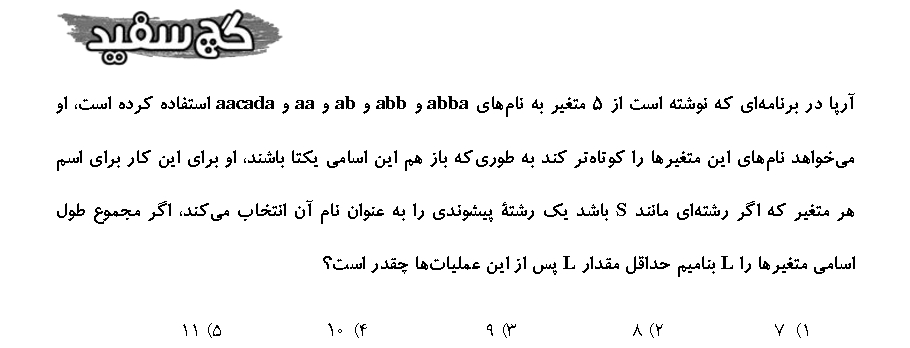 گچ سفید
آرپا در برنامه‌ای که نوشته است از ۵ متغیر به نام‌های abba و abb و ab و aa و aacada استفاده کرده است، او
می‌خواهد نام‌های این متغیرها را کوتاه‌تر کند به طوری‌که باز هم این اسامی یکتا باشند، او برای این کار برای اسم
هر متغیر که اگر رشته‌ای مانند S باشد یک رشتهٔ پیشوندی را به عنوان نام آن انتخاب می‌کند، اگر مجموع طول
اسامی متغیرها را L بنامیم حداقل مقدار L پس از این عملیات‌ها چقدر است؟
۱) ۷ ۲) ۸ ۳) ۹ ۴) ۱۰ ۵) ۱۱